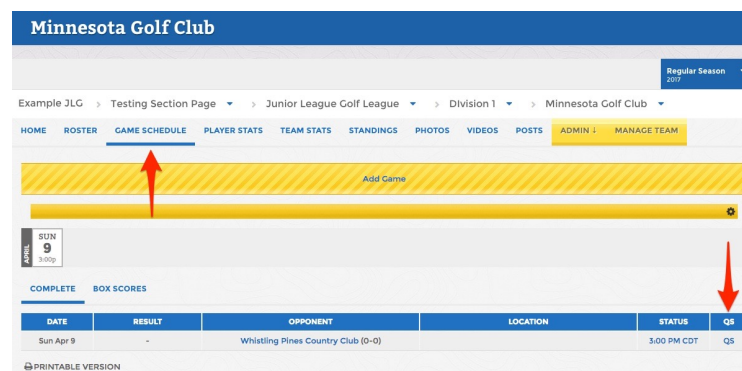 Minnesota Golf Club
Regular Season
2017
Example JLG > Testing Section Page > Junior League Golf League > DIvision 1 > Minnesota Golf Club
HOME ROSTER GAME SCHEDULE PLAYER STATS TEAM STATS STANDINGS PHOTOS VIDEOS POSTS ADMIN ↓ MANAGE TEAM
Add Game
APRIL
SUN
9
3:00p
COMPLETE BOX SCORES
DATE RESULT OPPONENT LOCATION STATUS QS
Sun Apr 9 - Whistling Pines Country Club (0-0) 3:00 PM CDT QS
PRINTABLE VERSION